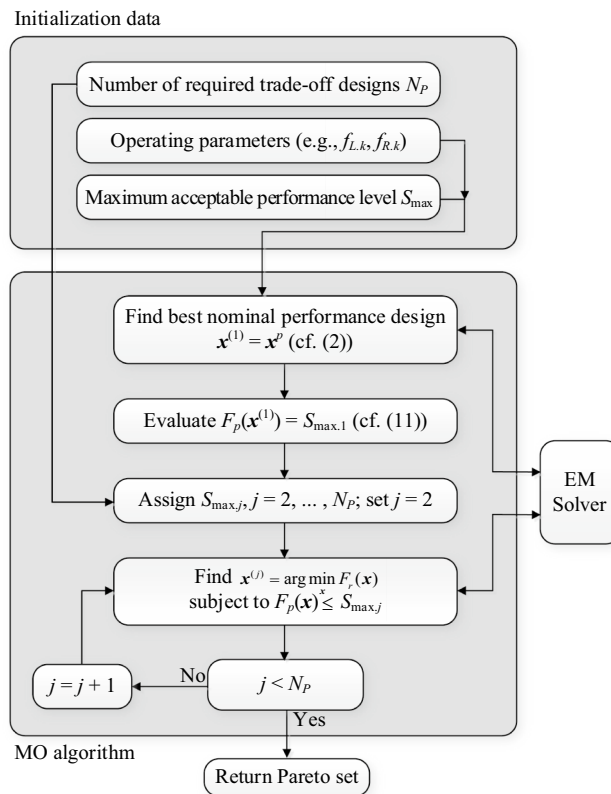 Initialization data
Number of required trade-off designs N_P
Operating parameters (e.g., f_{L.k}, f_{R.k})
Maximum acceptable performance level S_max
Find best nominal performance design
x^(1) = x^p (cf. (2))
Evaluate F_p(x^(1)) = S_max.1 (cf. (11))
Assign S_max.j, j = 2, ... , N_P; set j = 2
EM
Solver
Find x^(j) = arg min F_r(x)
x
subject to F_p(x) ≤ S_max.j
j = j + 1
No
j < N_P
Yes
MO algorithm
Return Pareto set